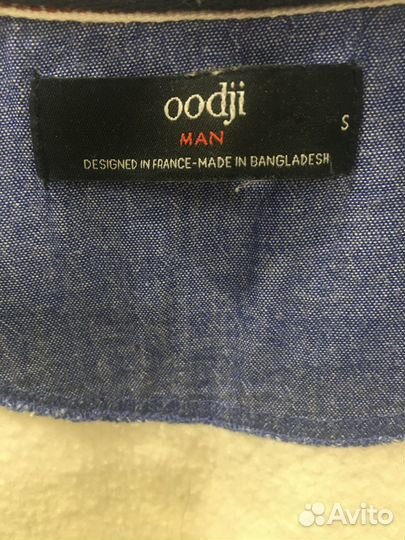 oodji
S
MAN
DESIGNED IN FRANCE-MADE IN BANGLADESH
Avito